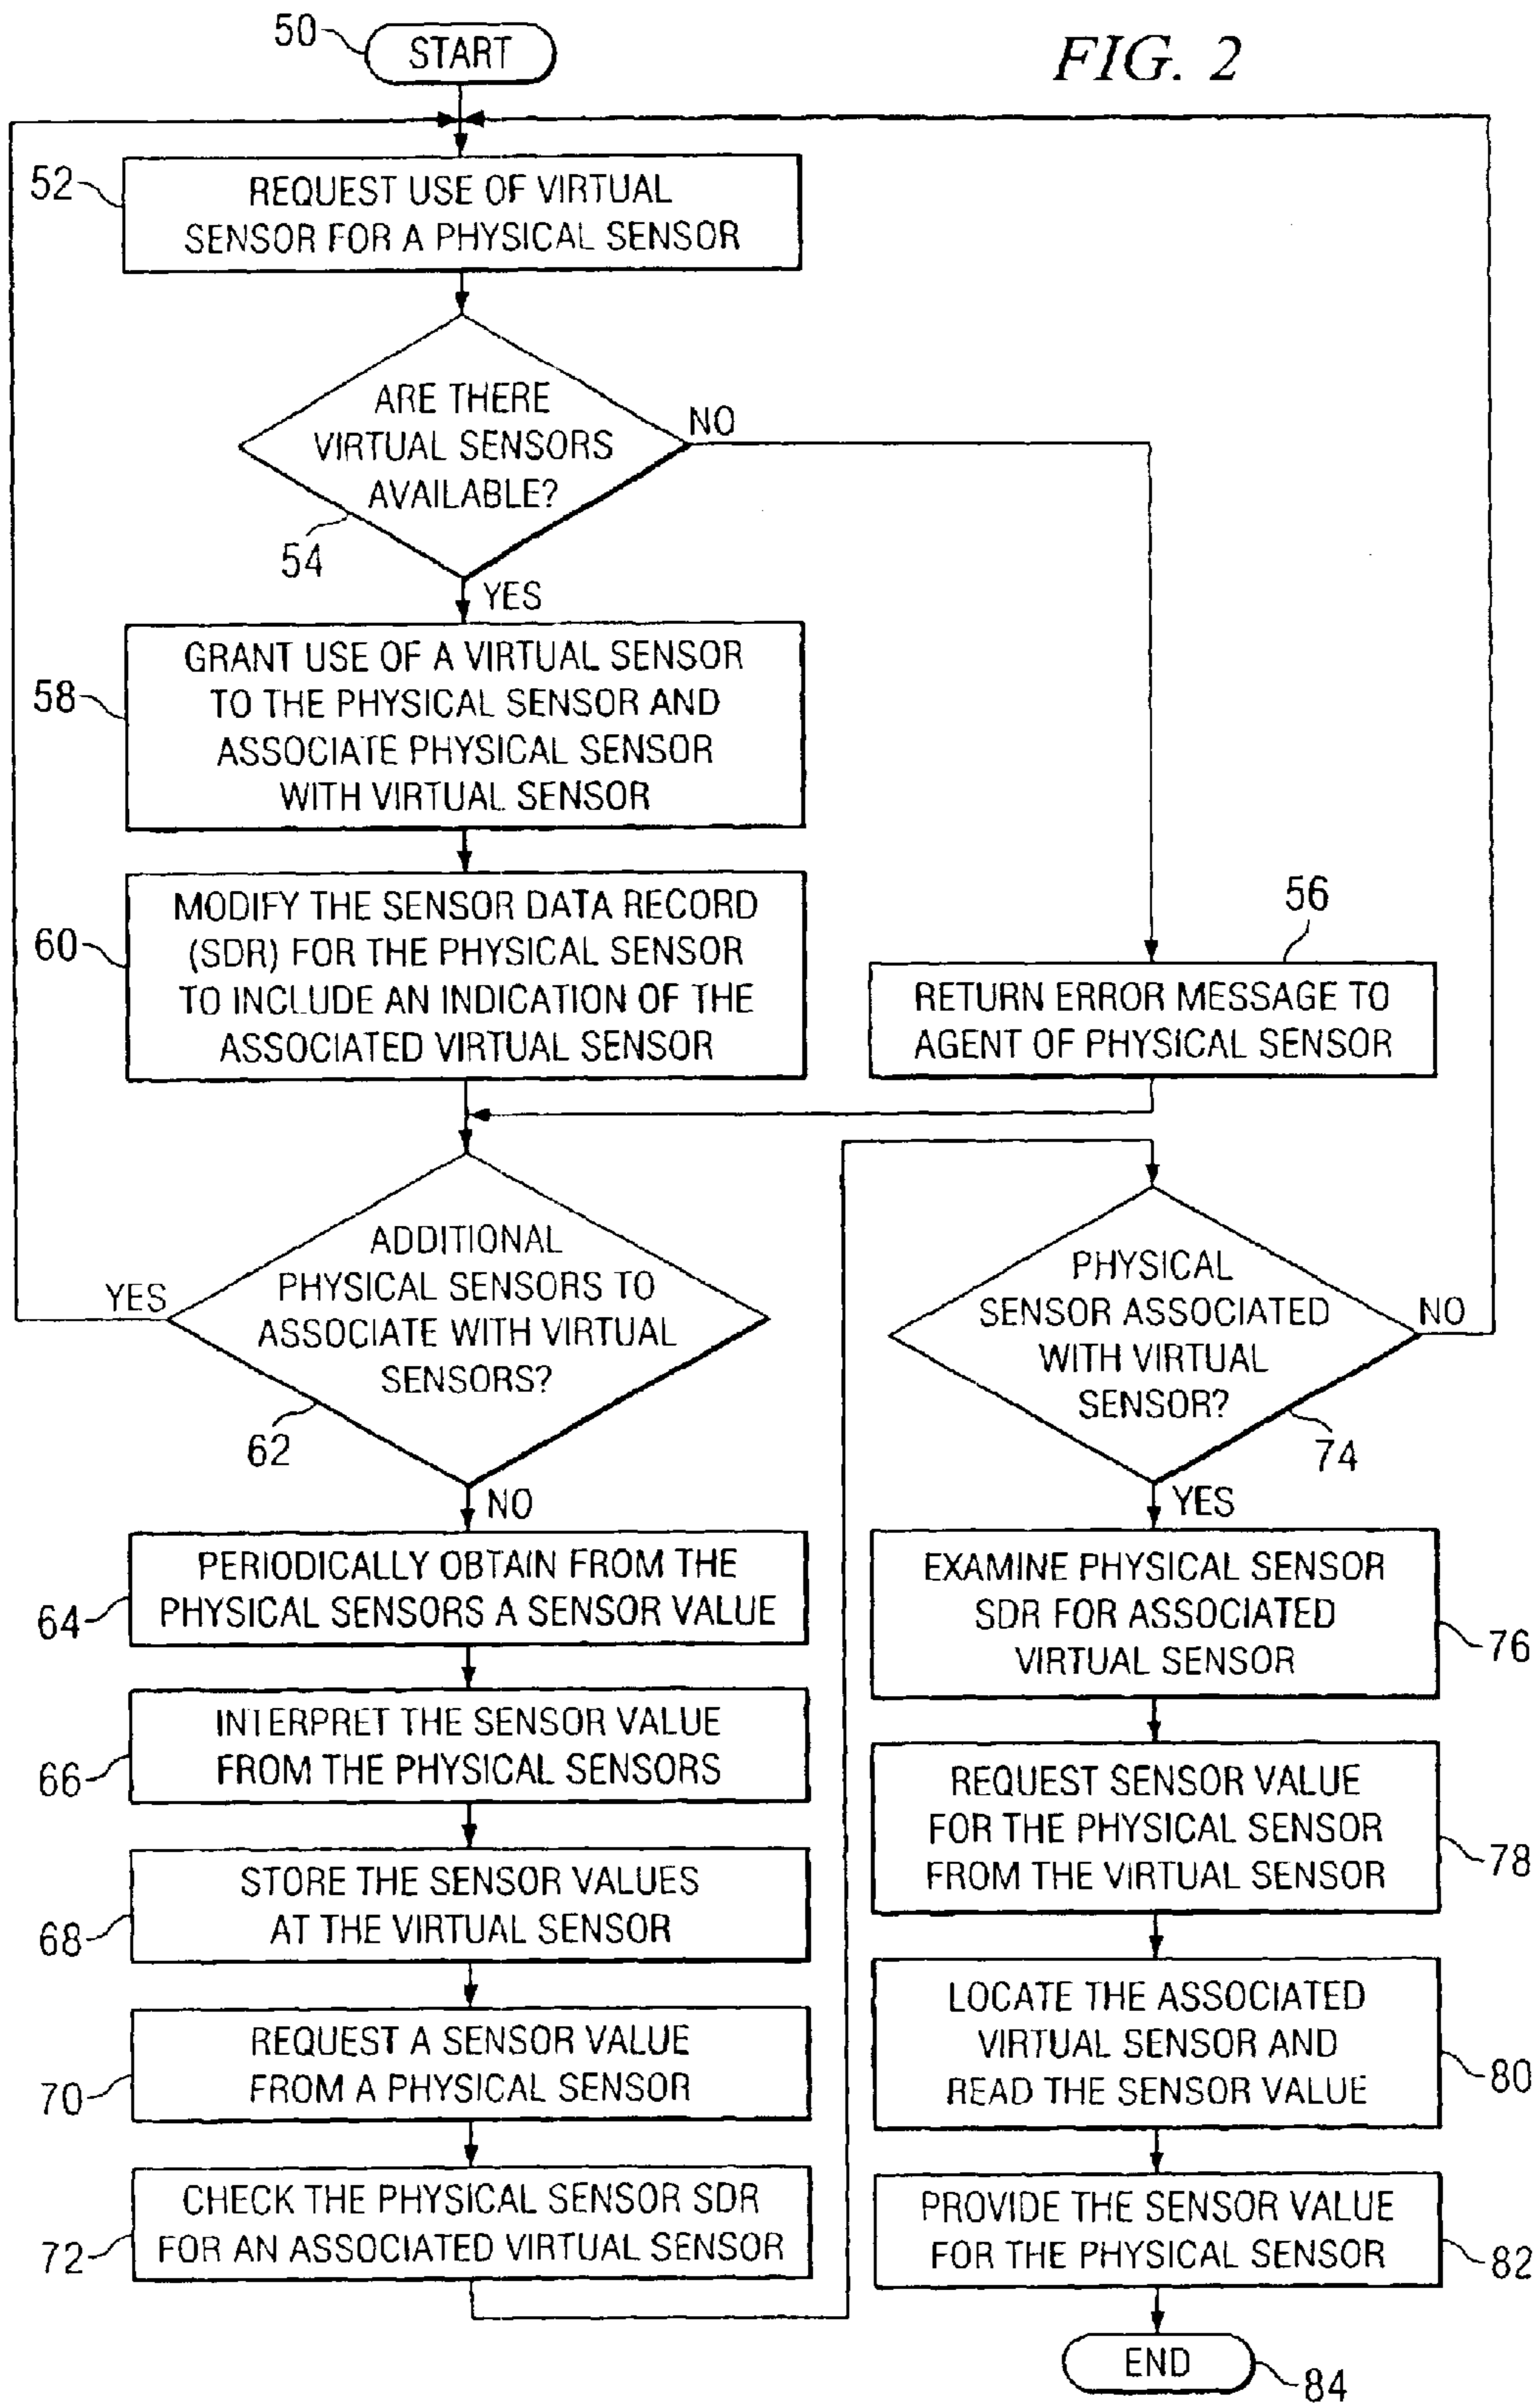 FIG. 2
50
START
52
REQUEST USE OF VIRTUAL
SENSOR FOR A PHYSICAL SENSOR
ARE THERE
VIRTUAL SENSORS
AVAILABLE?
54
NO
YES
58
GRANT USE OF A VIRTUAL SENSOR
TO THE PHYSICAL SENSOR AND
ASSOCIATE PHYSICAL SENSOR
WITH VIRTUAL SENSOR
60
MODIFY THE SENSOR DATA RECORD
(SDR) FOR THE PHYSICAL SENSOR
TO INCLUDE AN INDICATION OF THE
ASSOCIATED VIRTUAL SENSOR
56
RETURN ERROR MESSAGE TO
AGENT OF PHYSICAL SENSOR
YES
ADDITIONAL
PHYSICAL SENSORS TO
ASSOCIATE WITH VIRTUAL
SENSORS?
62
NO
64
PERIODICALLY OBTAIN FROM THE
PHYSICAL SENSORS A SENSOR VALUE
66
INTERPRET THE SENSOR VALUE
FROM THE PHYSICAL SENSORS
68
STORE THE SENSOR VALUES
AT THE VIRTUAL SENSOR
70
REQUEST A SENSOR VALUE
FROM A PHYSICAL SENSOR
72
CHECK THE PHYSICAL SENSOR SDR
FOR AN ASSOCIATED VIRTUAL SENSOR
PHYSICAL
SENSOR ASSOCIATED
WITH VIRTUAL
SENSOR?
NO
74
YES
EXAMINE PHYSICAL SENSOR
SDR FOR ASSOCIATED
VIRTUAL SENSOR
76
REQUEST SENSOR VALUE
FOR THE PHYSICAL SENSOR
FROM THE VIRTUAL SENSOR
78
LOCATE THE ASSOCIATED
VIRTUAL SENSOR AND
READ THE SENSOR VALUE
80
PROVIDE THE SENSOR VALUE
FOR THE PHYSICAL SENSOR
82
END
84